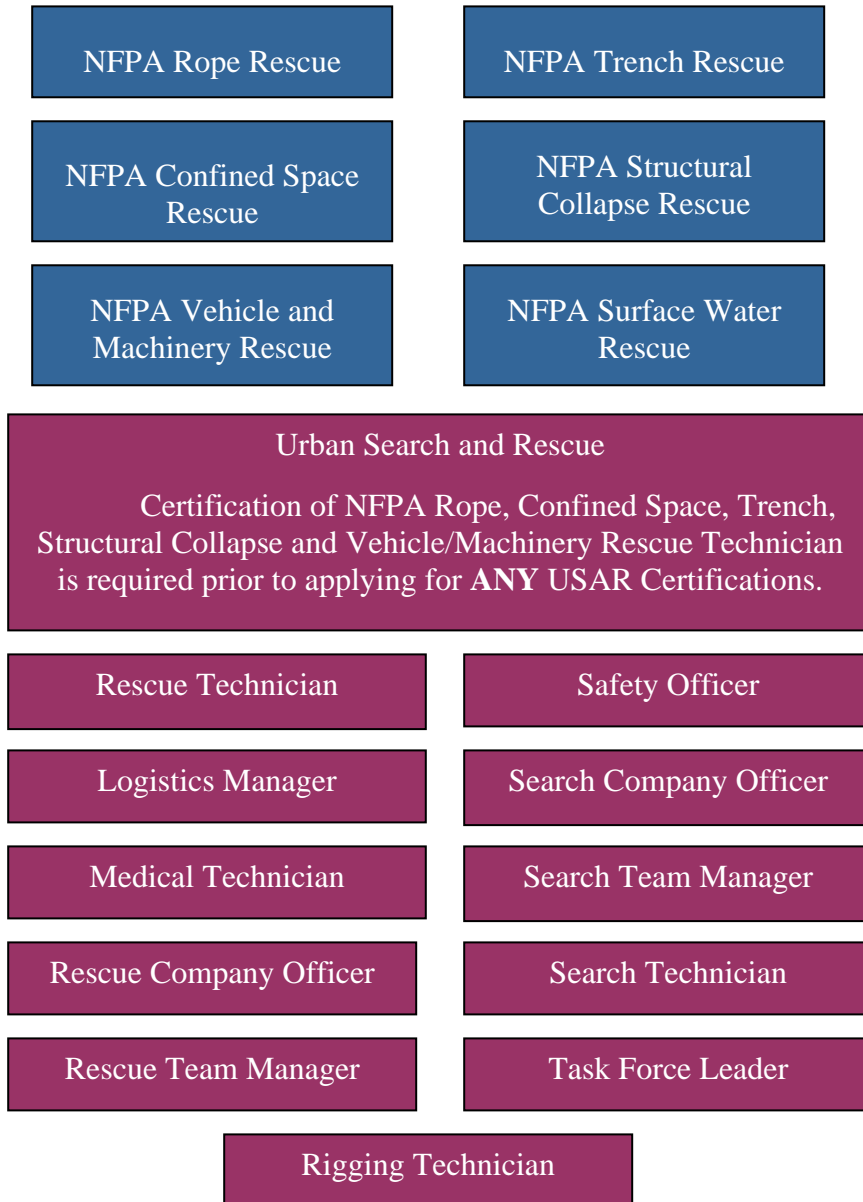 NFPA Rope Rescue
NFPA Trench Rescue
NFPA Confined Space
Rescue
NFPA Structural
Collapse Rescue
NFPA Vehicle and
Machinery Rescue
NFPA Surface Water
Rescue
Urban Search and Rescue
Certification of NFPA Rope, Confined Space, Trench,
Structural Collapse and Vehicle/Machinery Rescue Technician
is required prior to applying for ANY USAR Certifications.
Rescue Technician
Safety Officer
Logistics Manager
Search Company Officer
Medical Technician
Search Team Manager
Rescue Company Officer
Search Technician
Rescue Team Manager
Task Force Leader
Rigging Technician